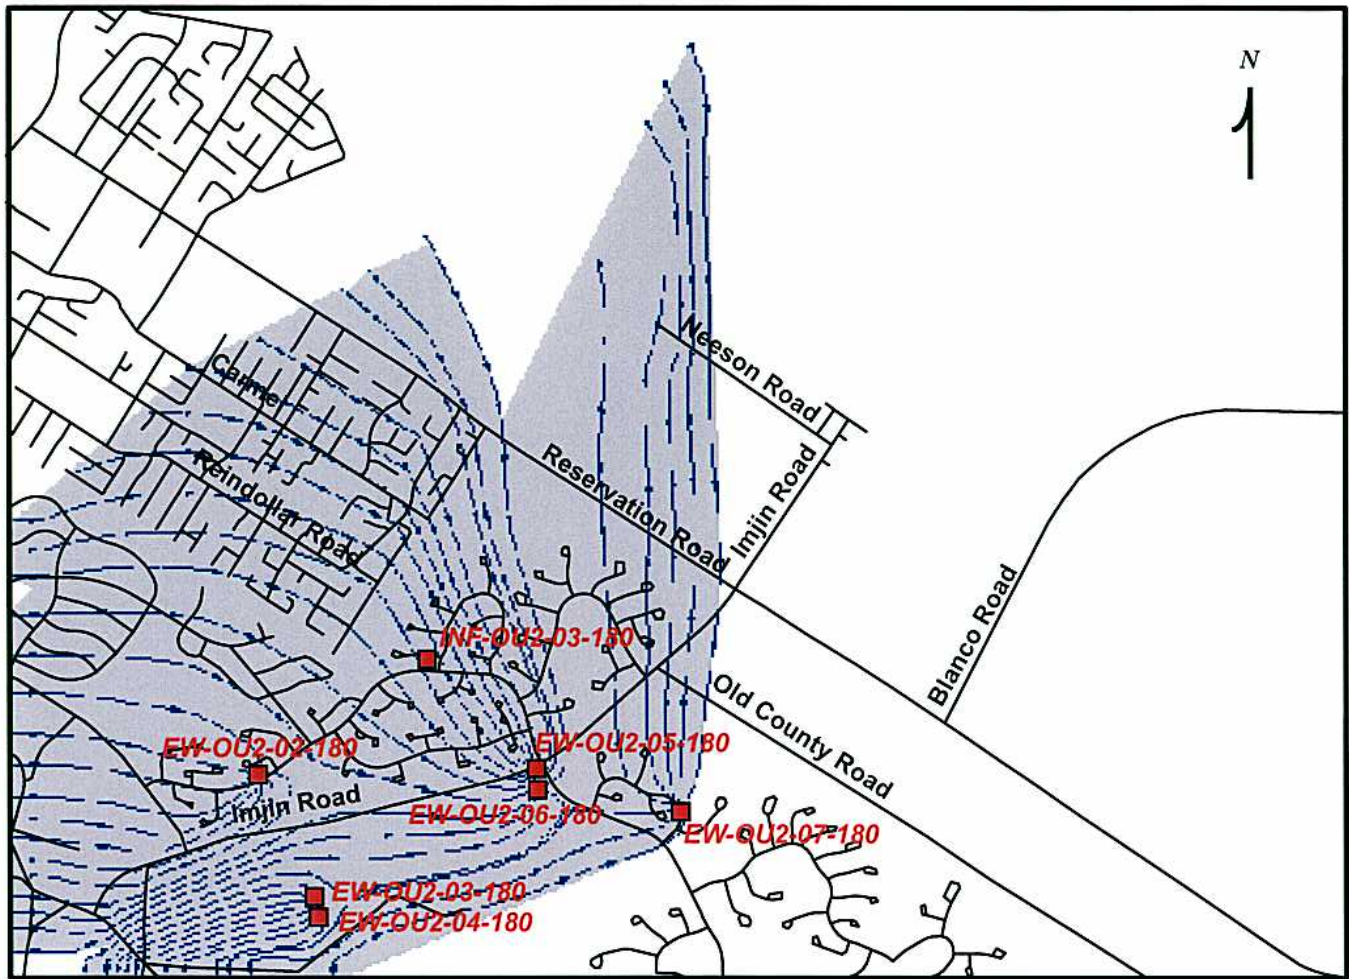 N
Neeson Road
Carmel
Reservation Road
Imjin Road
Reindollar Road
Blanco Road
INF-OU2-03-180
Old County Road
EW-OU2-02-180
EW-OU2-05-180
Imjin Road
EW-OU2-06-180
EW-OU2-07-180
EW-OU2-03-180
EW-OU2-04-180